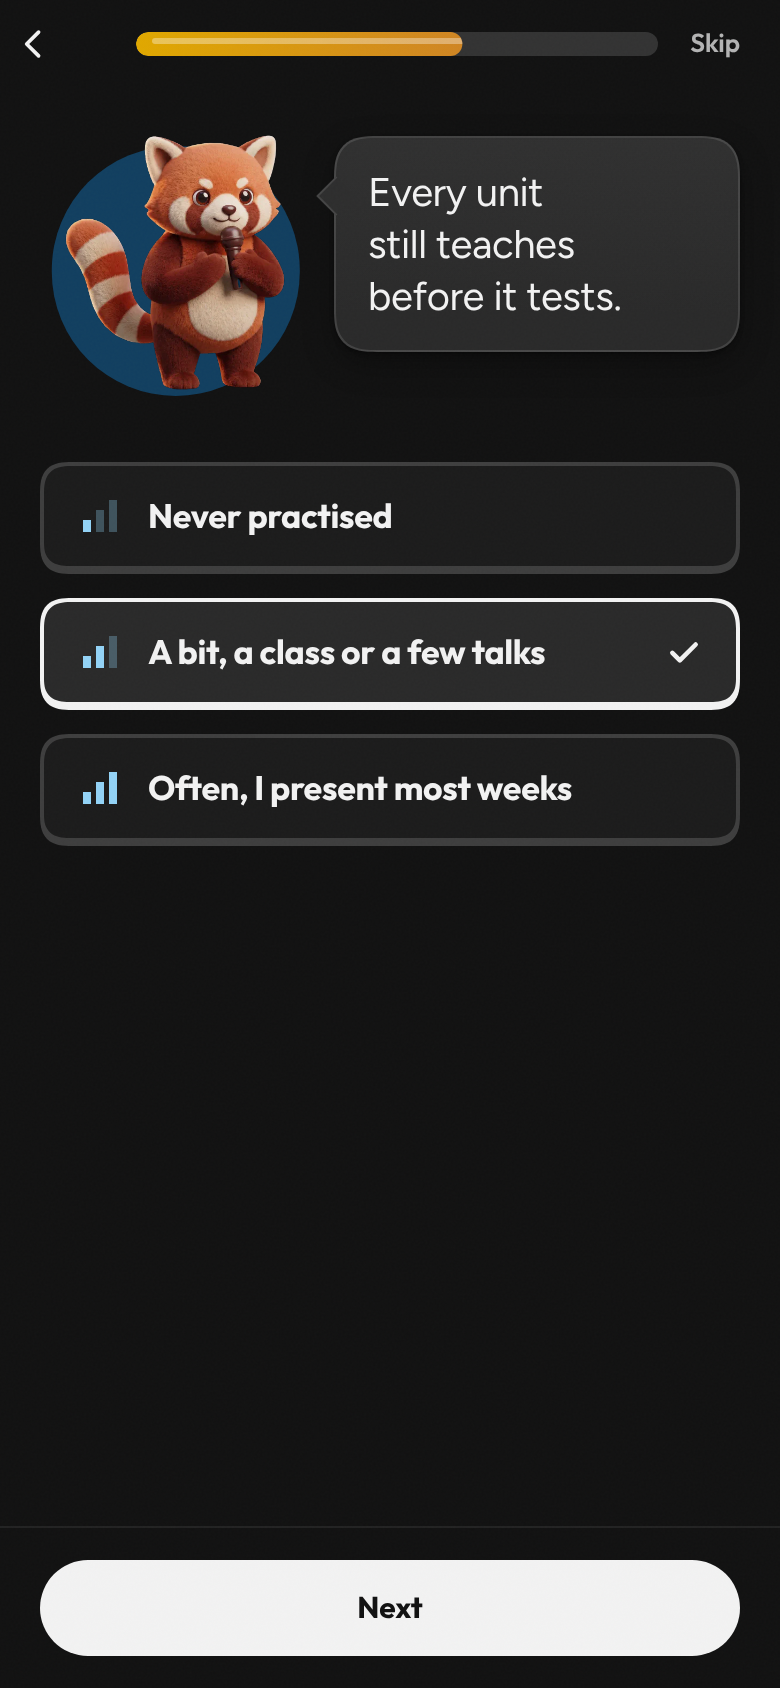 Skip
Every unit
still teaches
before it tests.
Never practised
A bit, a class or a few talks
Often, I present most weeks
Next